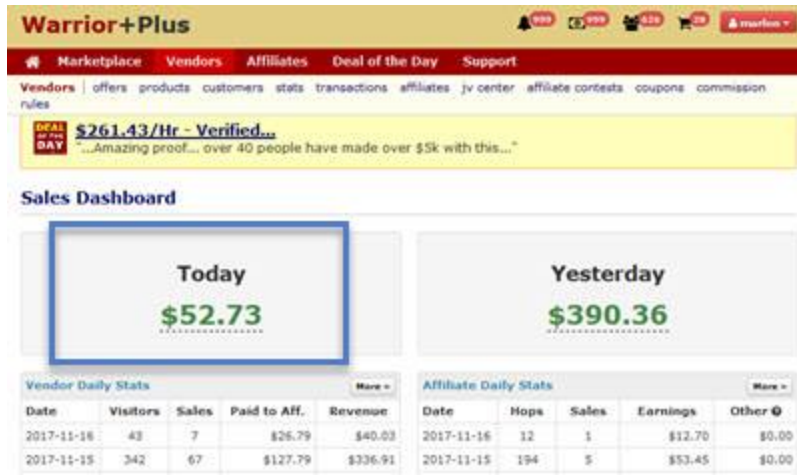 Warrior+Plus
999 999 620 29 marlon
Marketplace Vendors Affiliates Deal of the Day Support
Vendors offers products customers stats transactions affiliates jv center affiliate contests coupons commission
rules
DEAL OF THE DAY
$261.43/Hr - Verified...
"...Amazing proof... over 40 people have made over $5k with this..."
Sales Dashboard
Today
$52.73
Yesterday
$390.36
Vendor Daily Stats More »
Date Visitors Sales Paid to Aff. Revenue
2017-11-16 43 7 $26.79 $40.03
2017-11-15 342 67 $127.79 $336.91
Affiliate Daily Stats More »
Date Hops Sales Earnings Other
2017-11-16 12 1 $12.70 $0.00
2017-11-15 194 5 $53.45 $0.00